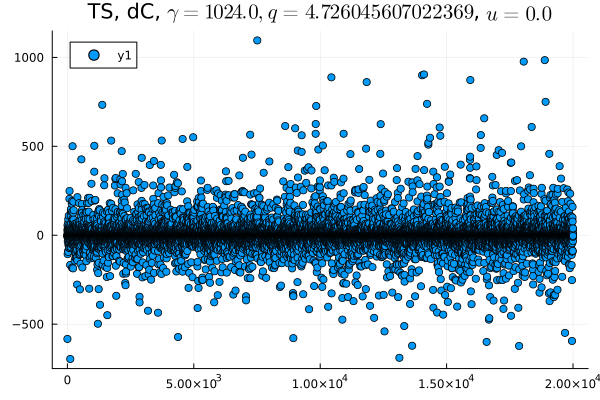 TS, dC, γ = 1024.0, q = 4.726045607022369, u = 0.0
y1
1000
500
0
−500
0 5.00×10³ 1.00×10⁴ 1.50×10⁴ 2.00×10⁴